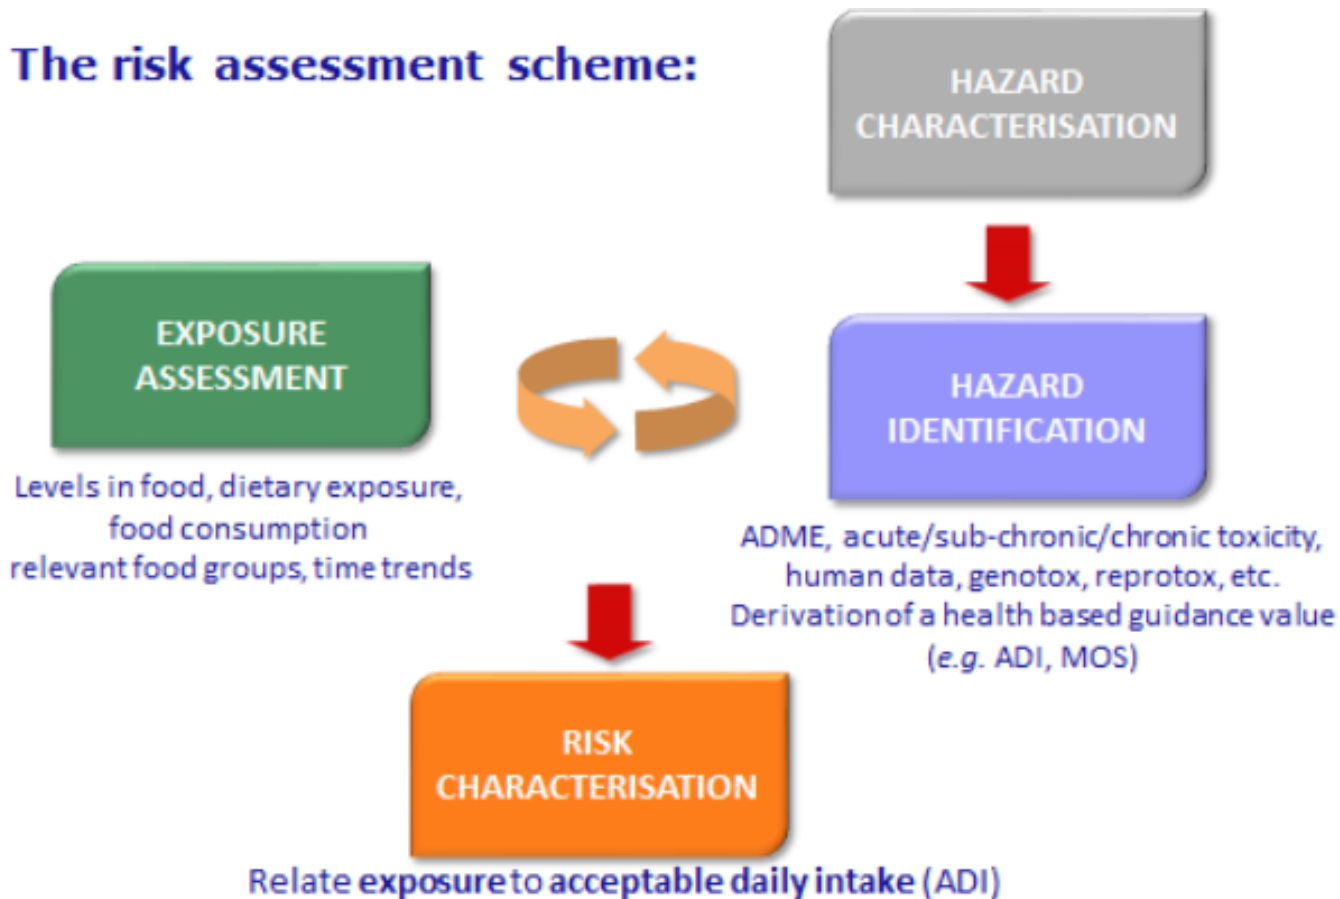 The risk assessment scheme:
HAZARD
CHARACTERISATION
EXPOSURE
ASSESSMENT
Levels in food, dietary exposure,
food consumption
relevant food groups, time trends
HAZARD
IDENTIFICATION
ADME, acute/sub-chronic/chronic toxicity,
human data, genotox, reprotox, etc.
Derivation of a health based guidance value
(e.g. ADI, MOS)
RISK
CHARACTERISATION
Relate exposure to acceptable daily intake (ADI)